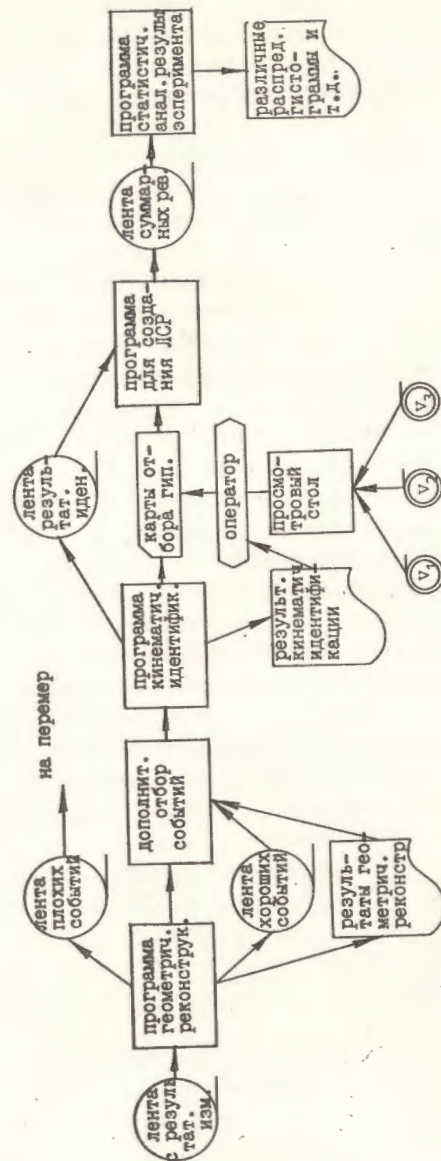 лента
с резуль
тат.
изм.
программа
геометрич.
реконструк.
лента
плохих
событий
на перемер
лента
хороших
событий
резуль-
таты гео-
метрич.
реконстр
дополнит.
отбор
событий
программа
кинематич.
идентифик.
лента
резуль-
тат.
иден.
карты от-
бора гип.
результ.
кинематич
идентифи
кации
оператор
просмо-
тровый
стол
V₁
V₂
V₃
программа
для созда-
ния ЛСР
лента
суммар-
ных рез.
программа
статистич.
анал.результ
эсперимента
различные
распред.
гисто-
граммы и
т.д.